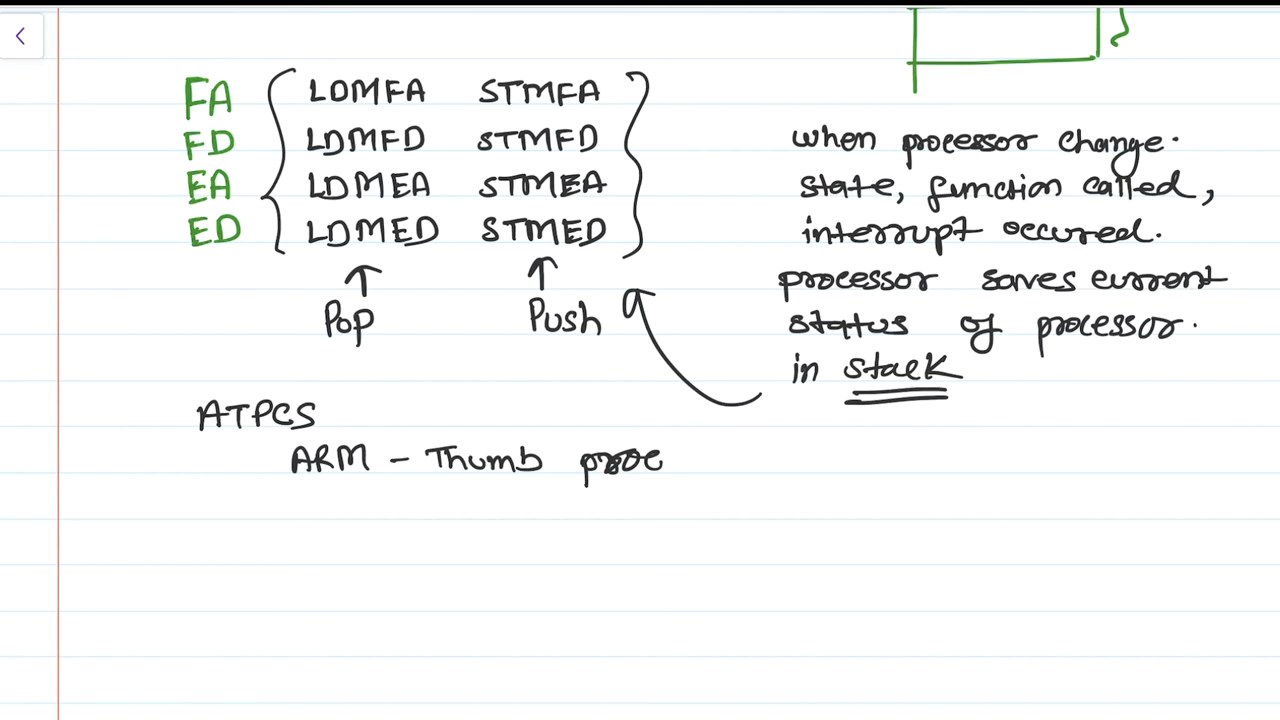 FA LDMFA STMFA
FD LDMFD STMFD
EA LDMEA STMEA
ED LDMED STMED
Pop Push
when processor change.
state, function called,
interrupt occured.
processor saves current
status of processor.
in stack
ATPCS
ARM - Thumb proc